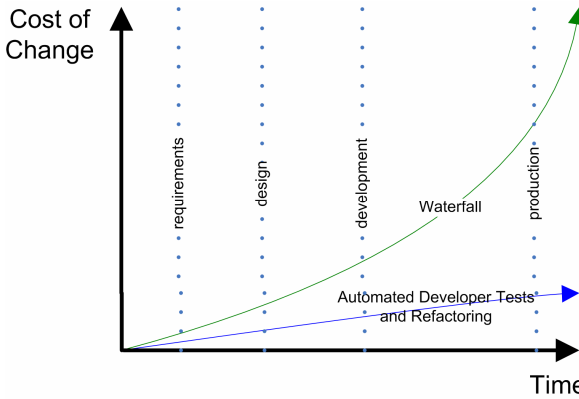 Cost of
Change
requirements
design
development
production
Waterfall
Automated Developer Tests
and Refactoring
Time